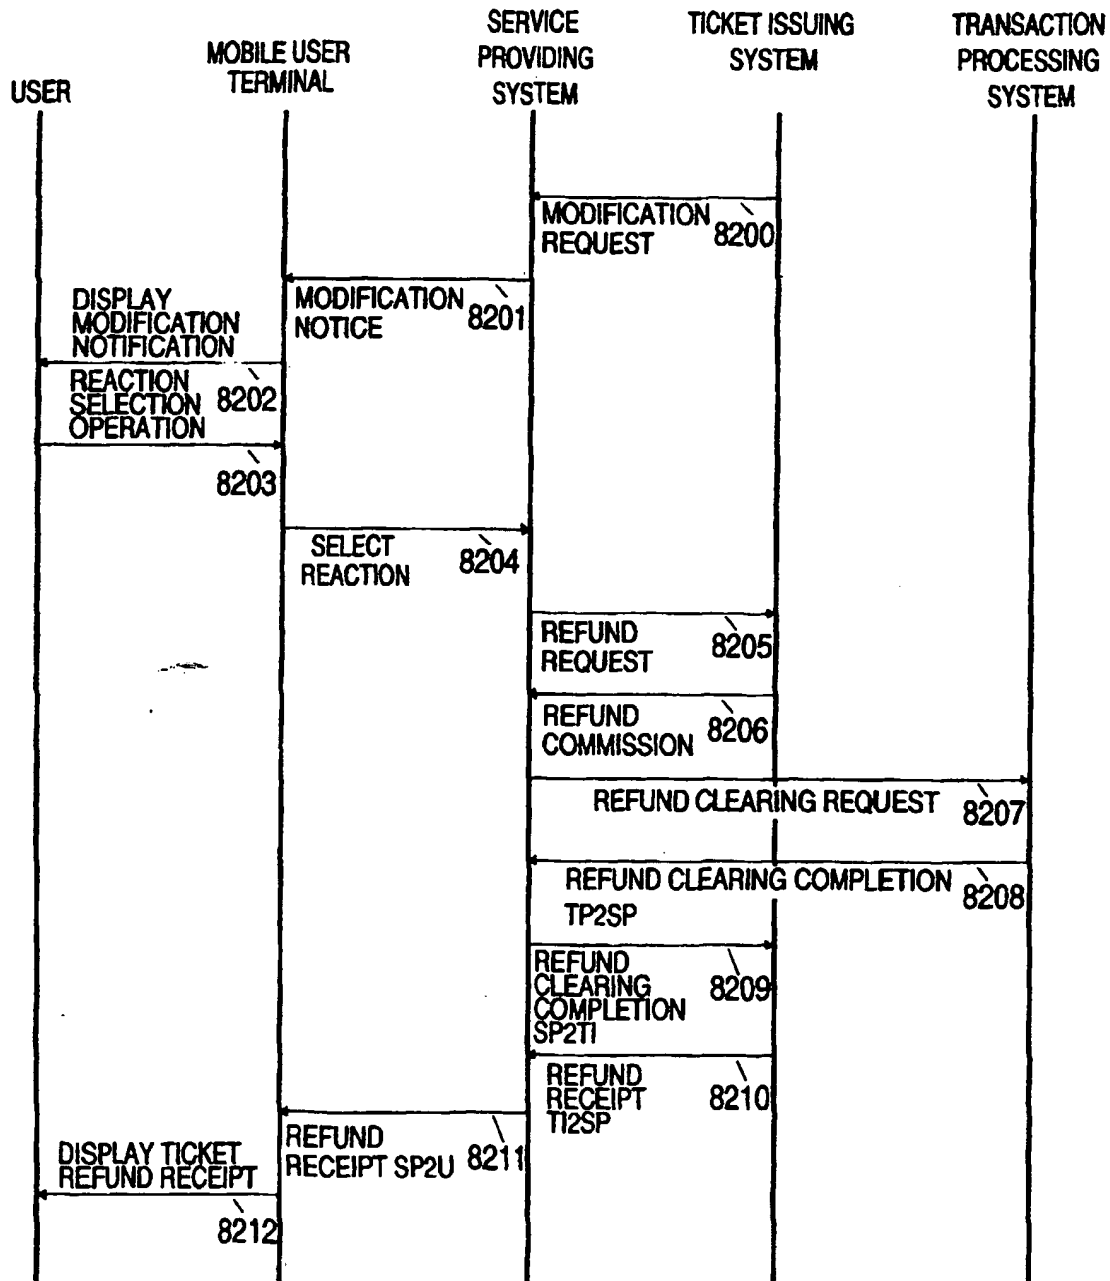 USER
MOBILE USER
TERMINAL
SERVICE
PROVIDING
SYSTEM
TICKET ISSUING
SYSTEM
TRANSACTION
PROCESSING
SYSTEM
MODIFICATION
REQUEST
8200
MODIFICATION
NOTICE
8201
DISPLAY
MODIFICATION
NOTIFICATION
8202
REACTION
SELECTION
OPERATION
8203
SELECT
REACTION
8204
REFUND
REQUEST
8205
REFUND
COMMISSION
8206
REFUND CLEARING REQUEST
8207
REFUND CLEARING COMPLETION
TP2SP
8208
REFUND
CLEARING
COMPLETION
SP2TI
8209
REFUND
RECEIPT
TI2SP
8210
REFUND
RECEIPT SP2U
8211
DISPLAY TICKET
REFUND RECEIPT
8212